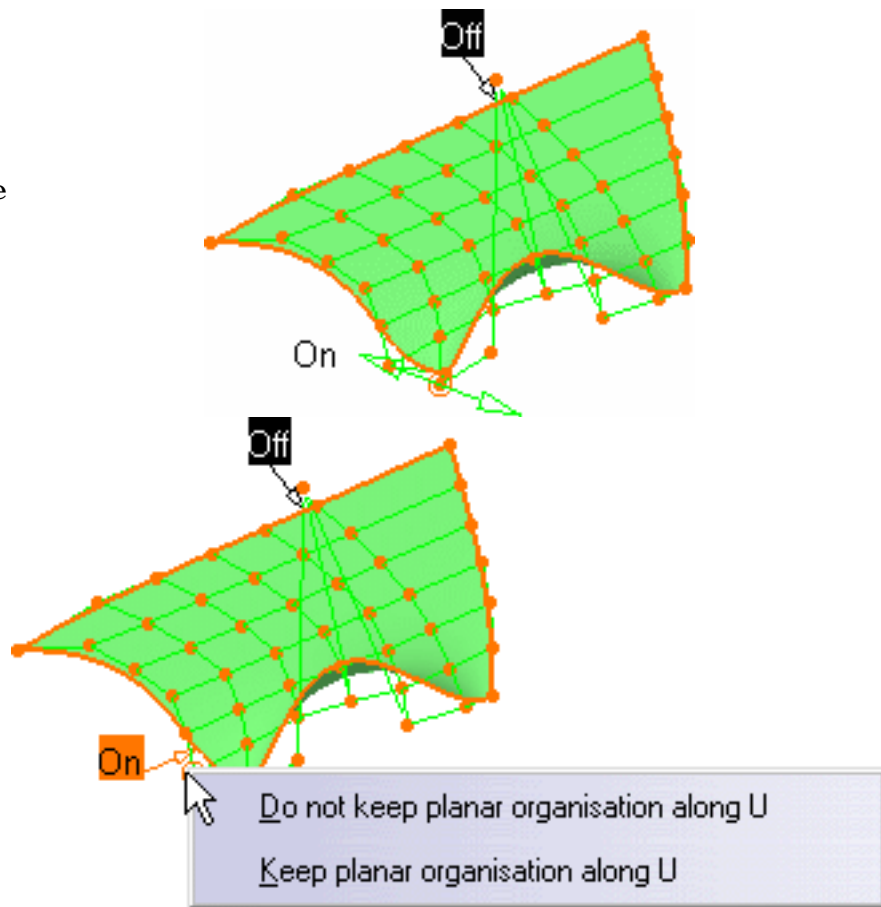 Off
e
On
Off
On
Do not keep planar organisation along U
Keep planar organisation along U